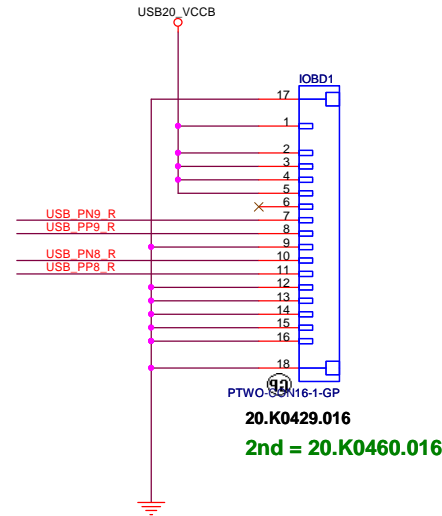 USB20_VCCB
IOBD1
17
1
2
3
4
5
6
USB_PN9_R
7
USB_PP9_R
8
9
USB_PN8_R
10
USB_PP8_R
11
12
13
14
15
16
18
GP
PTWO-CON16-1-GP
20.K0429.016
2nd = 20.K0460.016